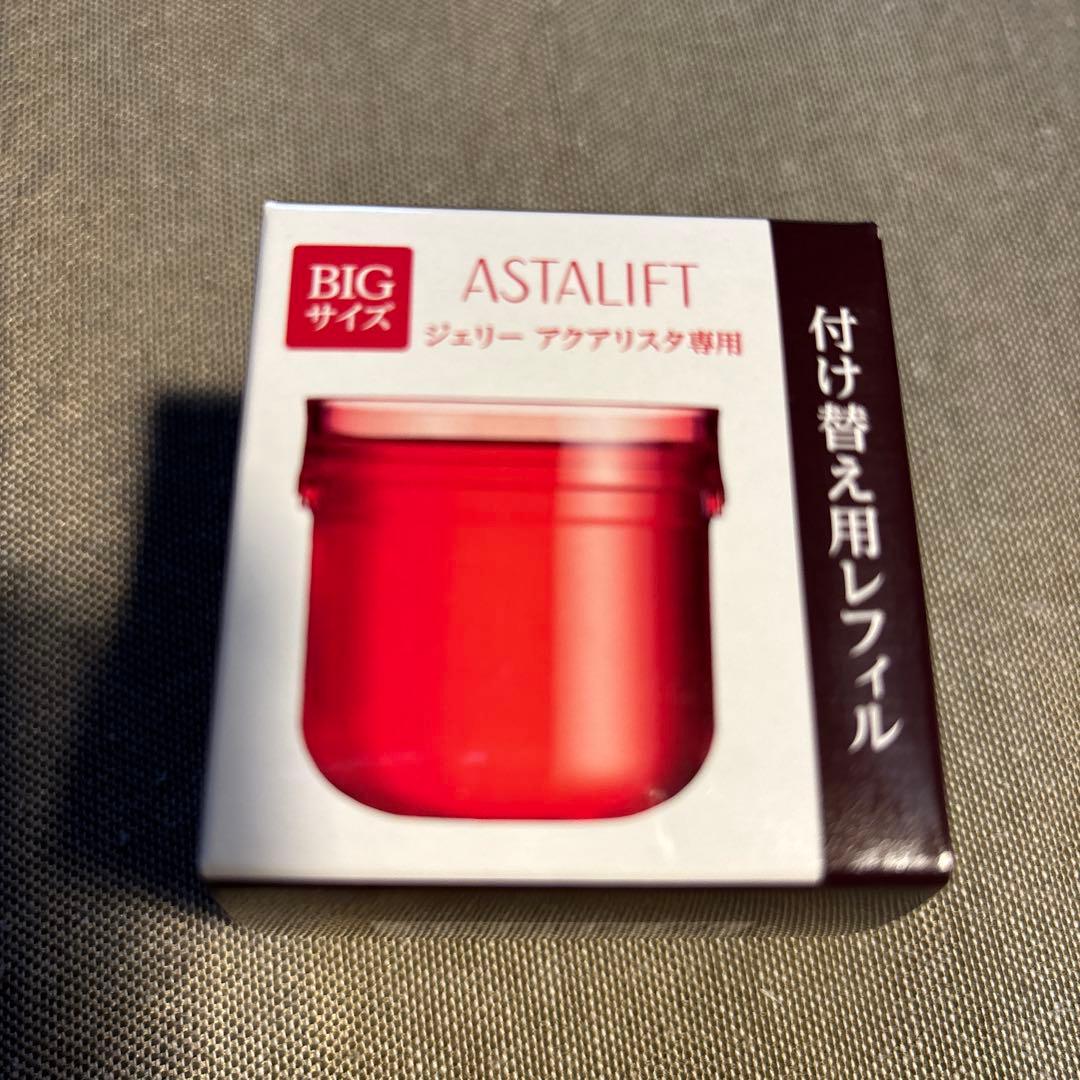 BIG
サイズ
ASTALIFT
ジェリー アクアリスタ専用
付け替え用レフィル